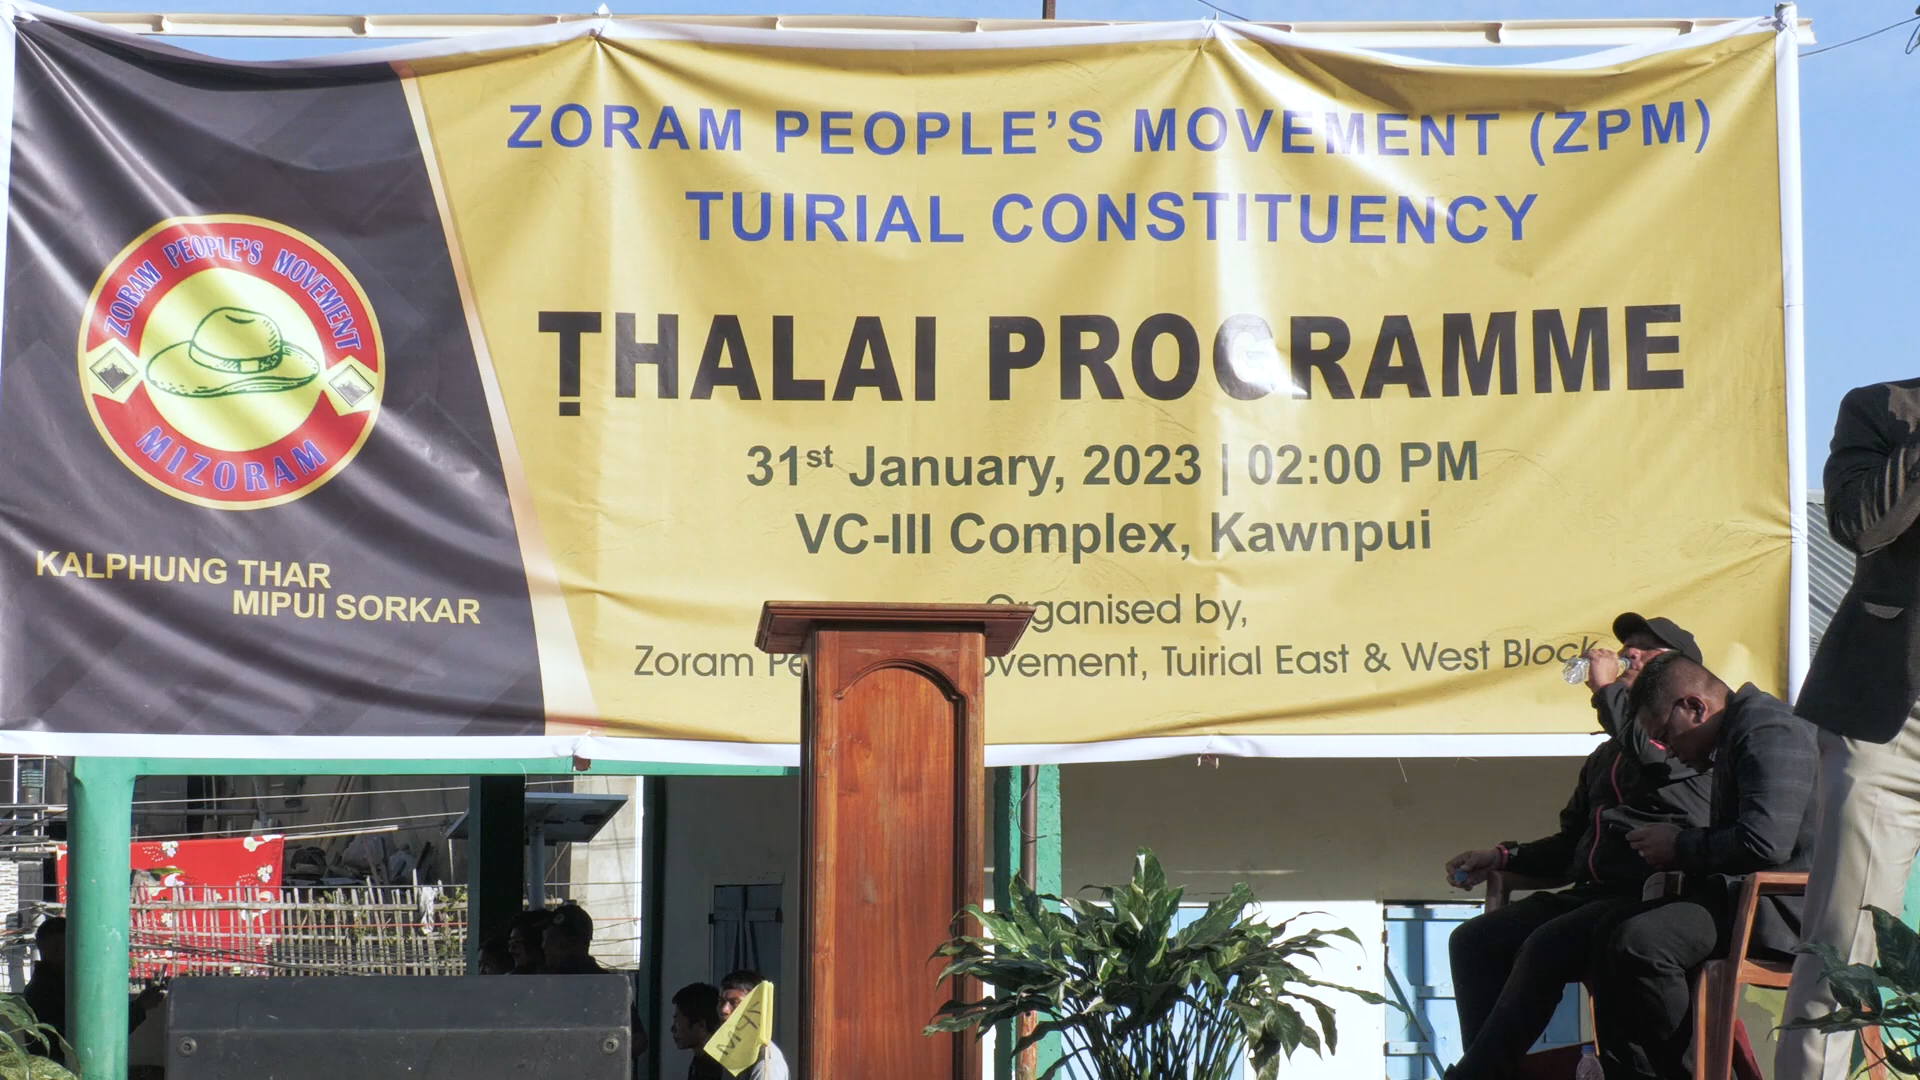 ZORAM PEOPLE'S MOVEMENT
MIZORAM
KALPHUNG THAR
MIPUI SORKAR
ZORAM PEOPLE'S MOVEMENT (ZPM)
TUIRIAL CONSTITUENCY
ṬHALAI PROGRAMME
31st January, 2023 | 02:00 PM
VC-III Complex, Kawnpui
Organised by,
Zoram ovement, Tuirial East & West Block